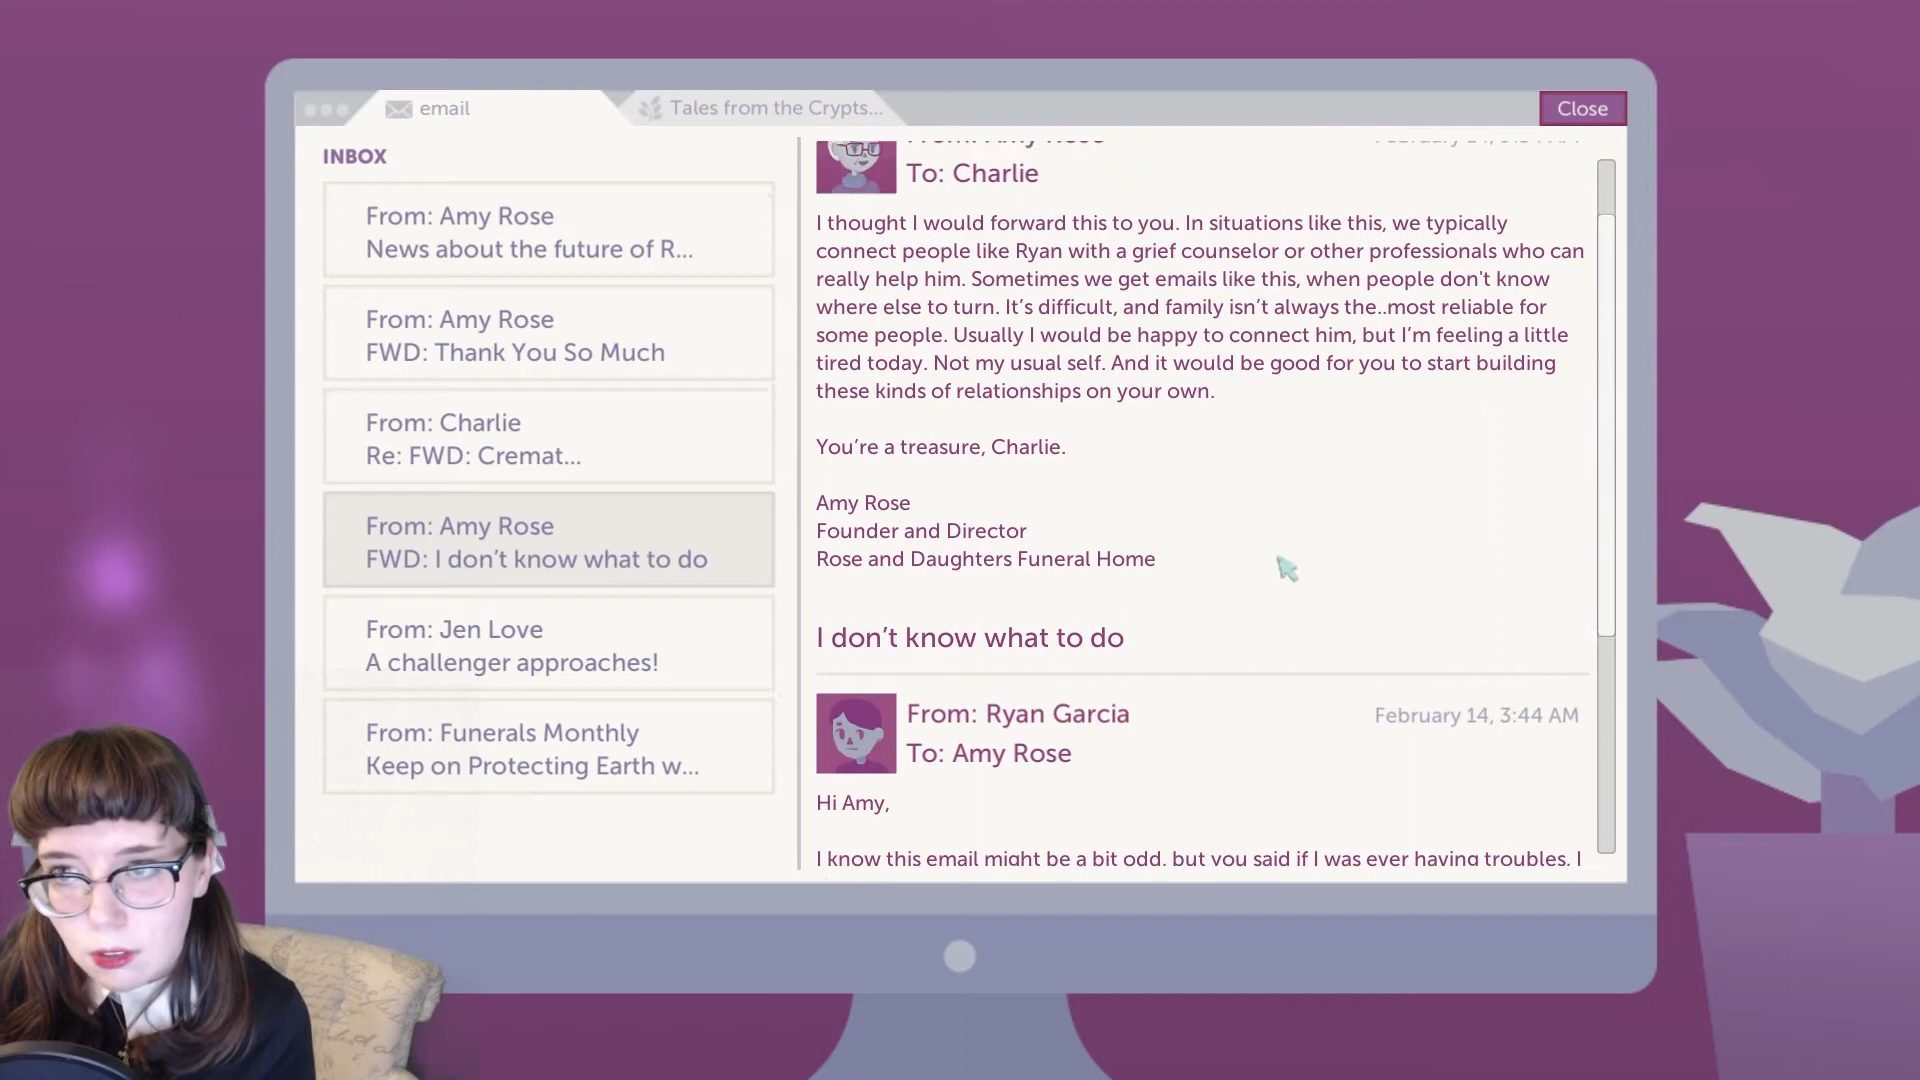 email
Tales from the Crypts...
Close
INBOX
From: Amy Rose
News about the future of R...
From: Amy Rose
FWD: Thank You So Much
From: Charlie
Re: FWD: Cremat...
From: Amy Rose
FWD: I don’t know what to do
From: Jen Love
A challenger approaches!
From: Funerals Monthly
Keep on Protecting Earth w...
From: Amy Rose
To: Charlie
I thought I would forward this to you. In situations like this, we typically
connect people like Ryan with a grief counselor or other professionals who can
really help him. Sometimes we get emails like this, when people don't know
where else to turn. It’s difficult, and family isn’t always the..most reliable for
some people. Usually I would be happy to connect him, but I’m feeling a little
tired today. Not my usual self. And it would be good for you to start building
these kinds of relationships on your own.
You’re a treasure, Charlie.
Amy Rose
Founder and Director
Rose and Daughters Funeral Home
I don’t know what to do
From: Ryan Garcia
February 14, 3:44 AM
To: Amy Rose
Hi Amy,
I know this email might be a bit odd, but you said if I was ever having troubles, I